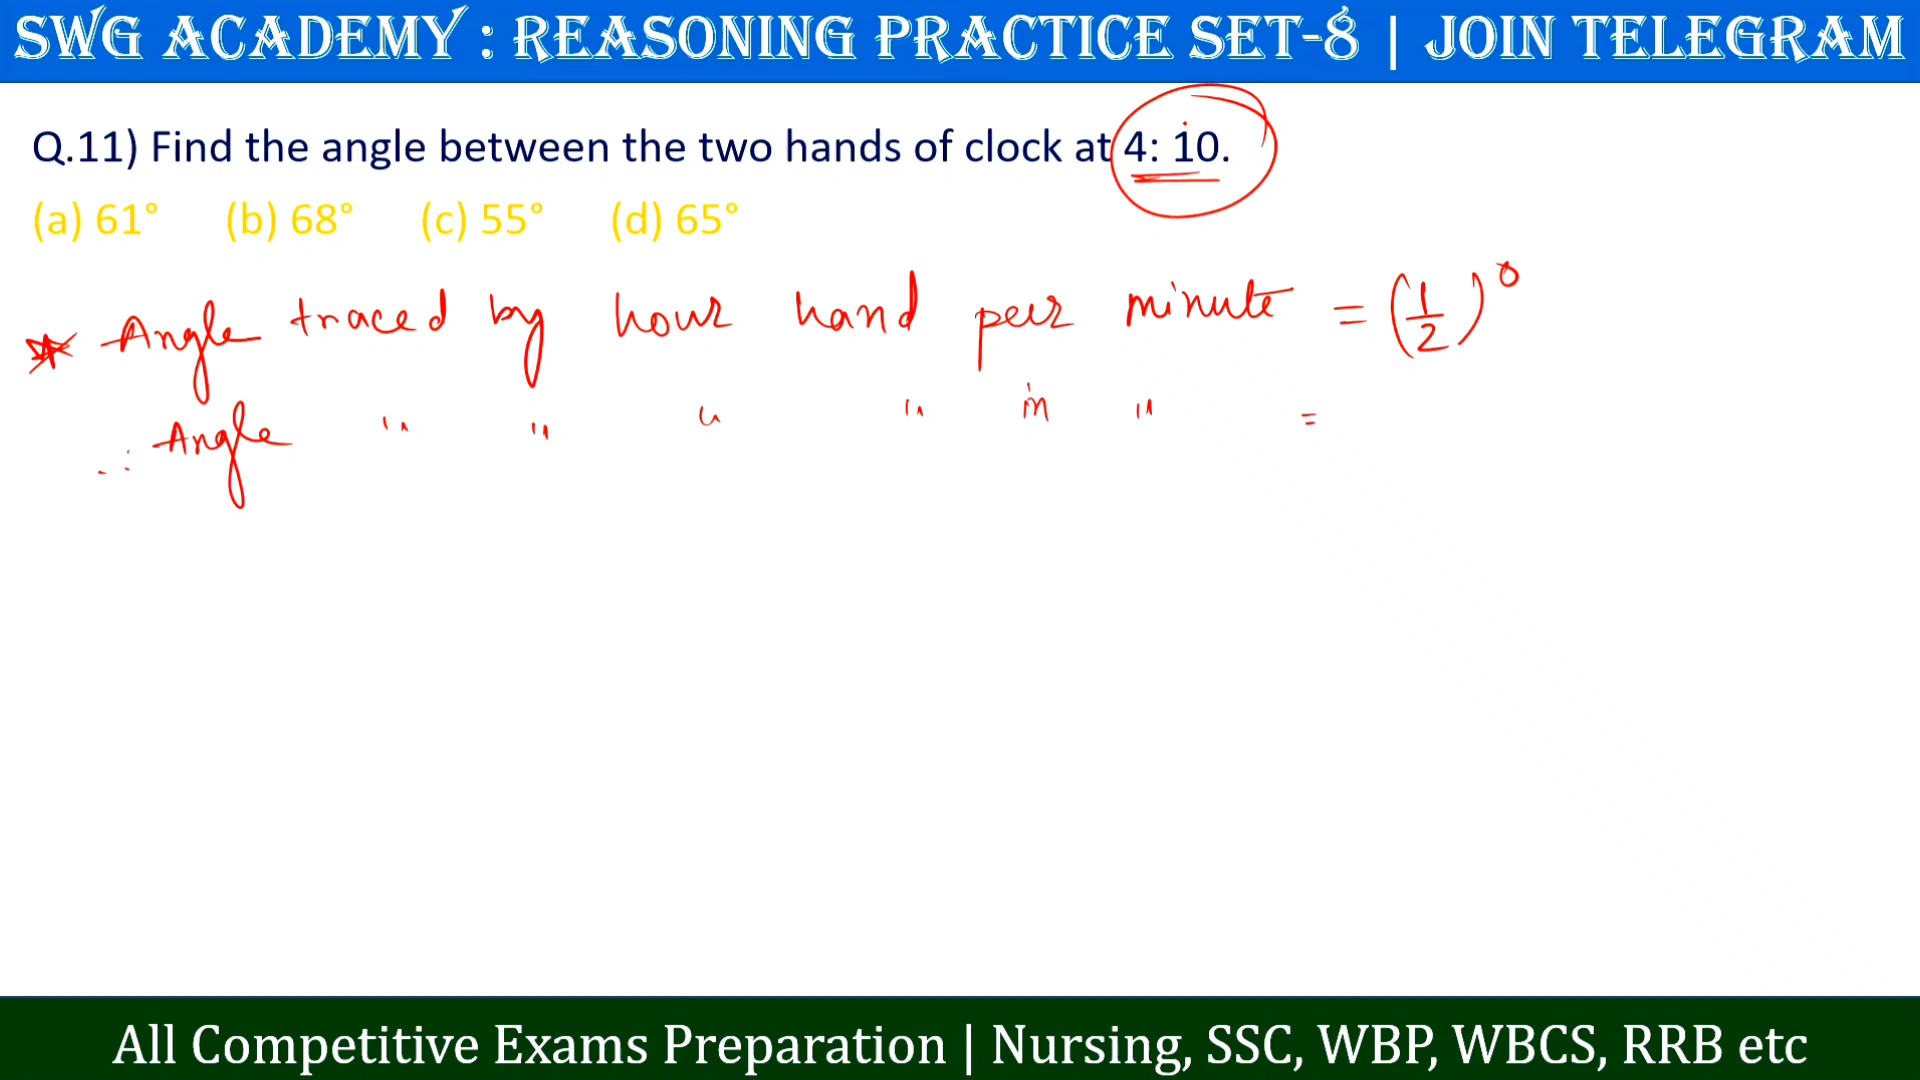 SWG ACADEMY : REASONING PRACTICE SET-8 | JOIN TELEGRAM
Q.11) Find the angle between the two hands of clock at 4: 10.
(a) 61° (b) 68° (c) 55° (d) 65°
* Angle traced by hour hand per minute = (1/2)°
∴ Angle " " " " in " =
All Competitive Exams Preparation | Nursing, SSC, WBP, WBCS, RRB etc